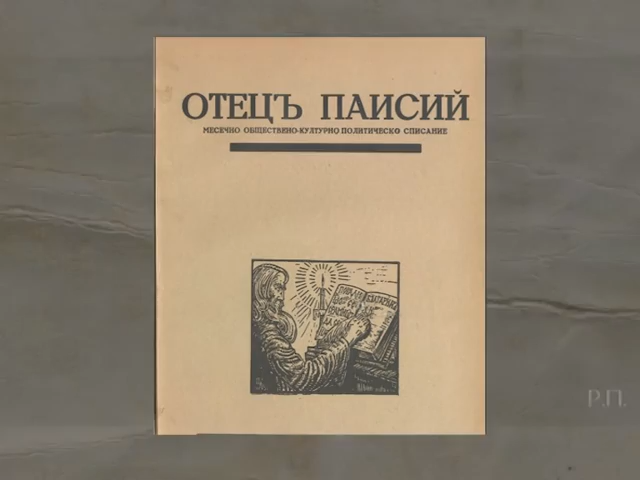 ОТЕЦЪ ПАИСИЙ
МЕСЕЧНО ОБЩЕСТВЕНО-КУЛТУРНО ПОЛИТИЧЕСКО СПИСАНИЕ
Р.П.